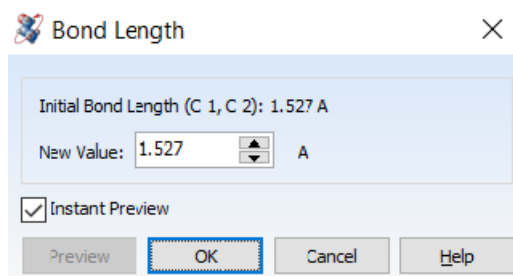 Bond Length
Initial Bond Length (C 1, C 2): 1.527 A
New Value: 1.527 A
Instant Preview
Preview OK Cancel Help